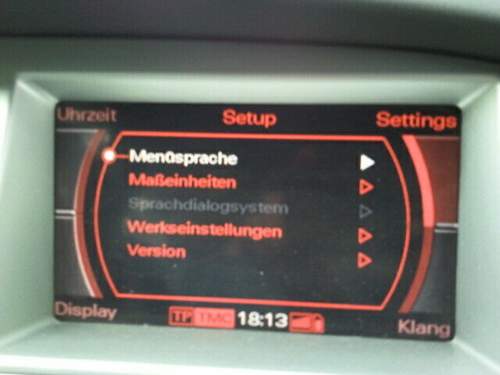 Uhrzeit Setup Settings
Menüsprache
Maßeinheiten
Sprachdialogsystem
Werkseinstellungen
Version
Display TP TMC 18:13 Klang